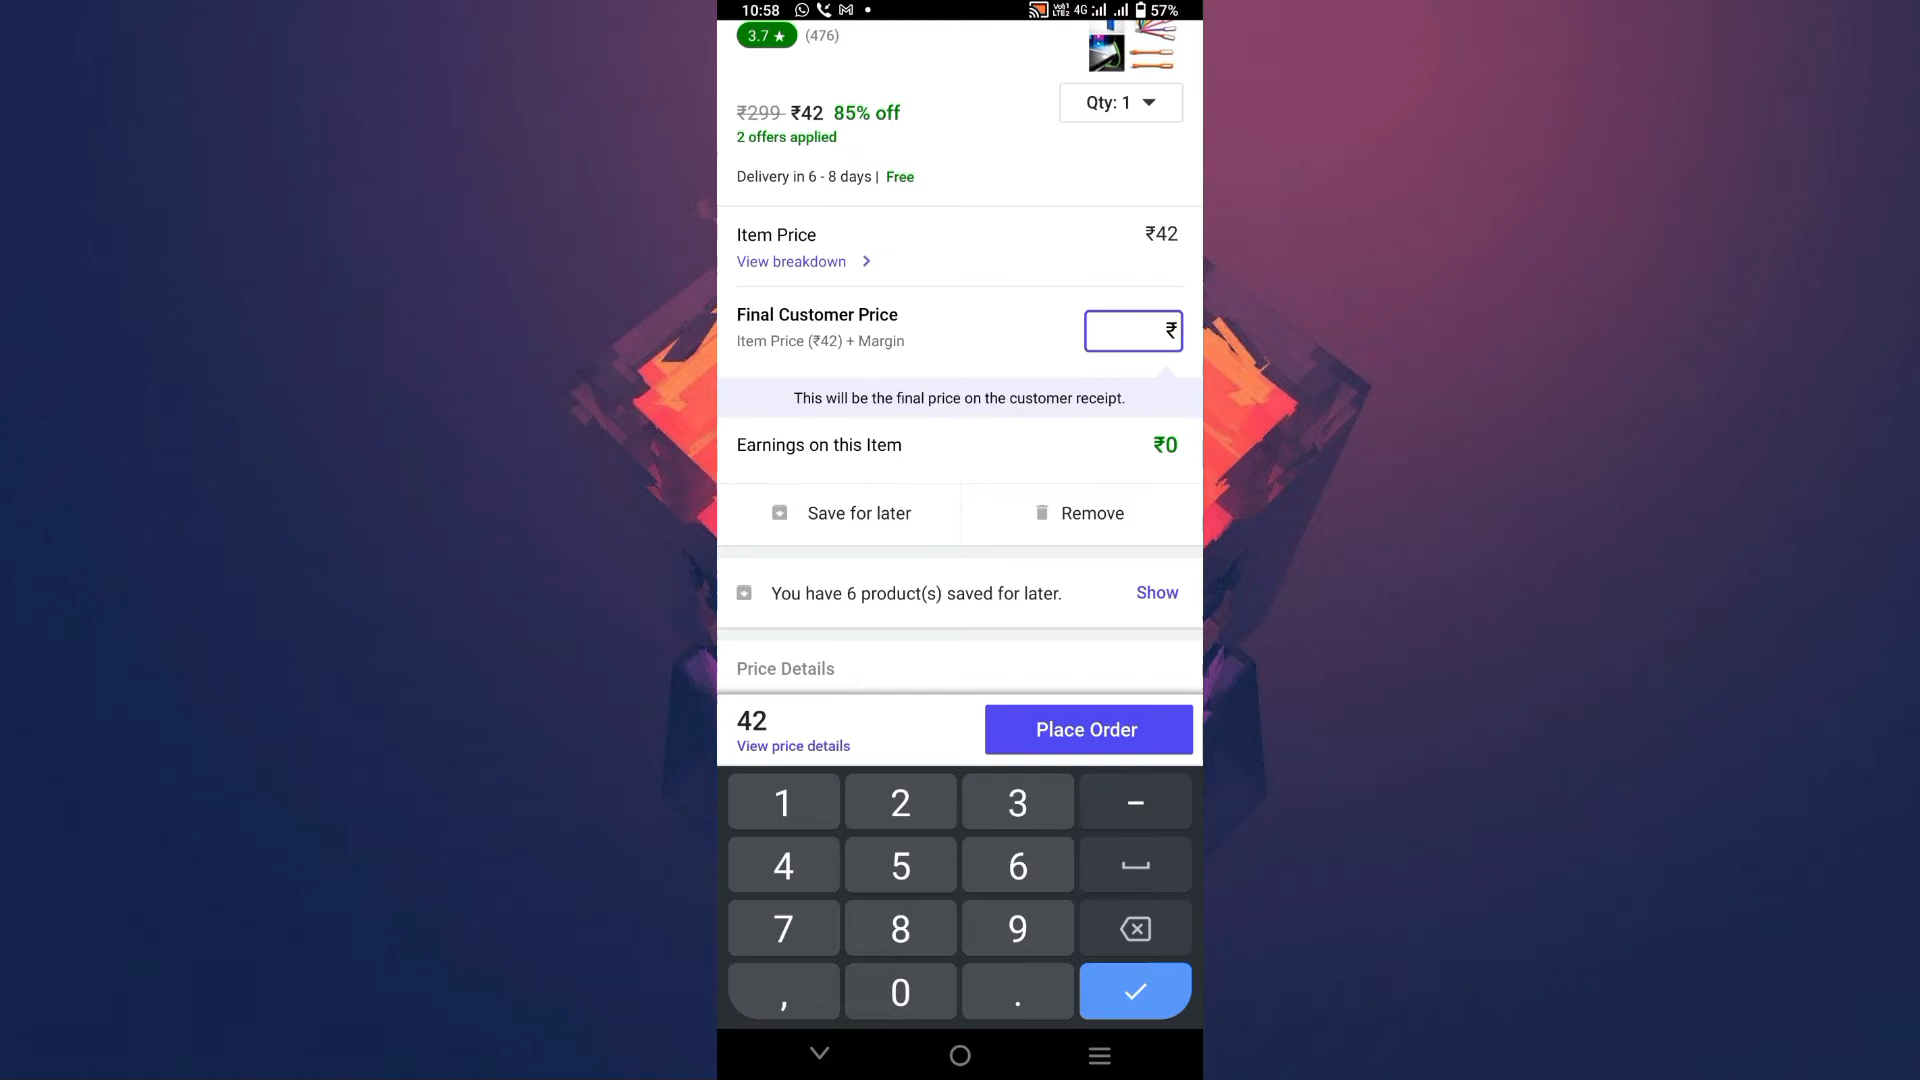 10:58
VoI) LTE2 4G 57%
3.7 ★ (476)
Qty: 1
₹299 ₹42 85% off
2 offers applied
Delivery in 6 - 8 days | Free
Item Price ₹42
View breakdown
Final Customer Price
₹
Item Price (₹42) + Margin
This will be the final price on the customer receipt.
Earnings on this Item ₹0
Save for later Remove
You have 6 product(s) saved for later. Show
Price Details
42
Place Order
View price details
1 2 3 -
4 5 6
7 8 9
, 0 .